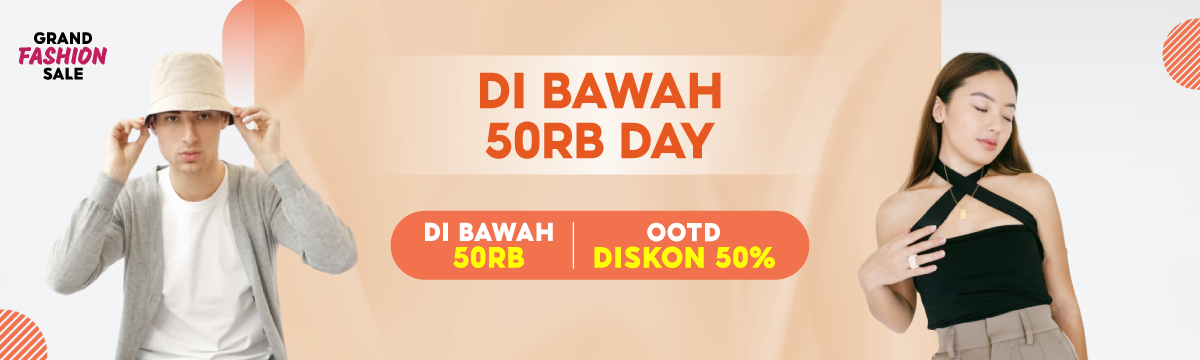 GRAND
FASHION
SALE
DI BAWAH
50RB DAY
DI BAWAH
50RB
OOTD
DISKON 50%